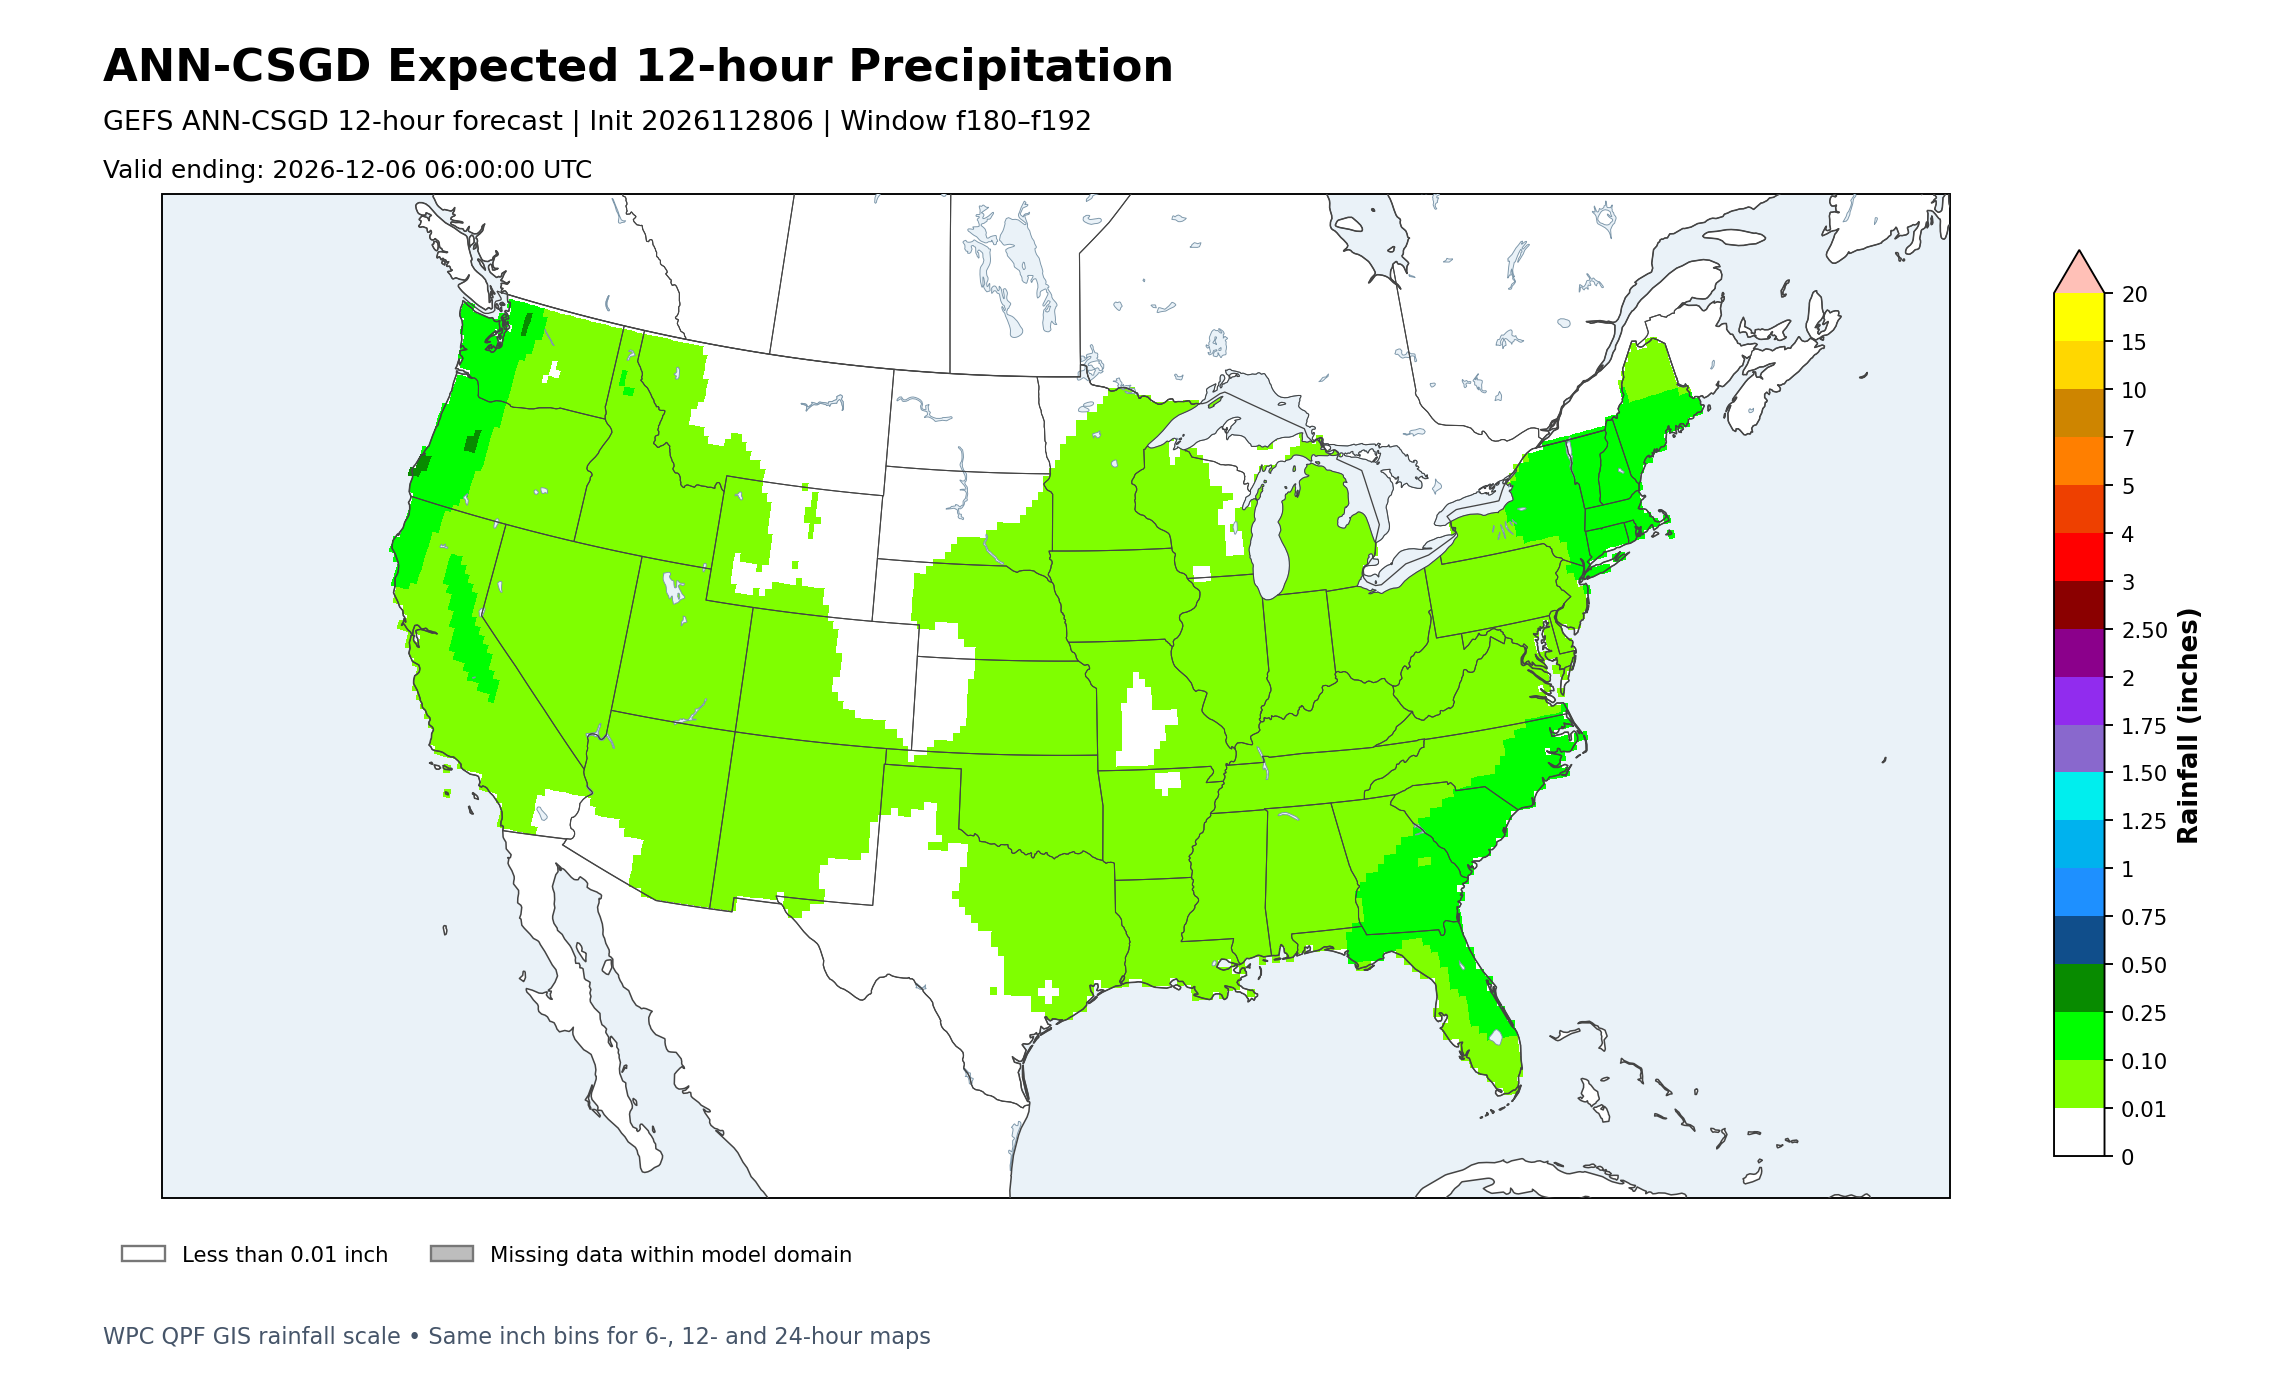 ANN-CSGD Expected 12-hour Precipitation
GEFS ANN-CSGD 12-hour forecast | Init 2026112806 | Window f180–f192
Valid ending: 2026-12-06 06:00:00 UTC
20
15
10
7
5
4
3
2.50
2
1.75
1.50
1.25
1
0.75
0.50
0.25
0.10
0.01
0
Rainfall (inches)
Less than 0.01 inch
Missing data within model domain
WPC QPF GIS rainfall scale • Same inch bins for 6-, 12- and 24-hour maps